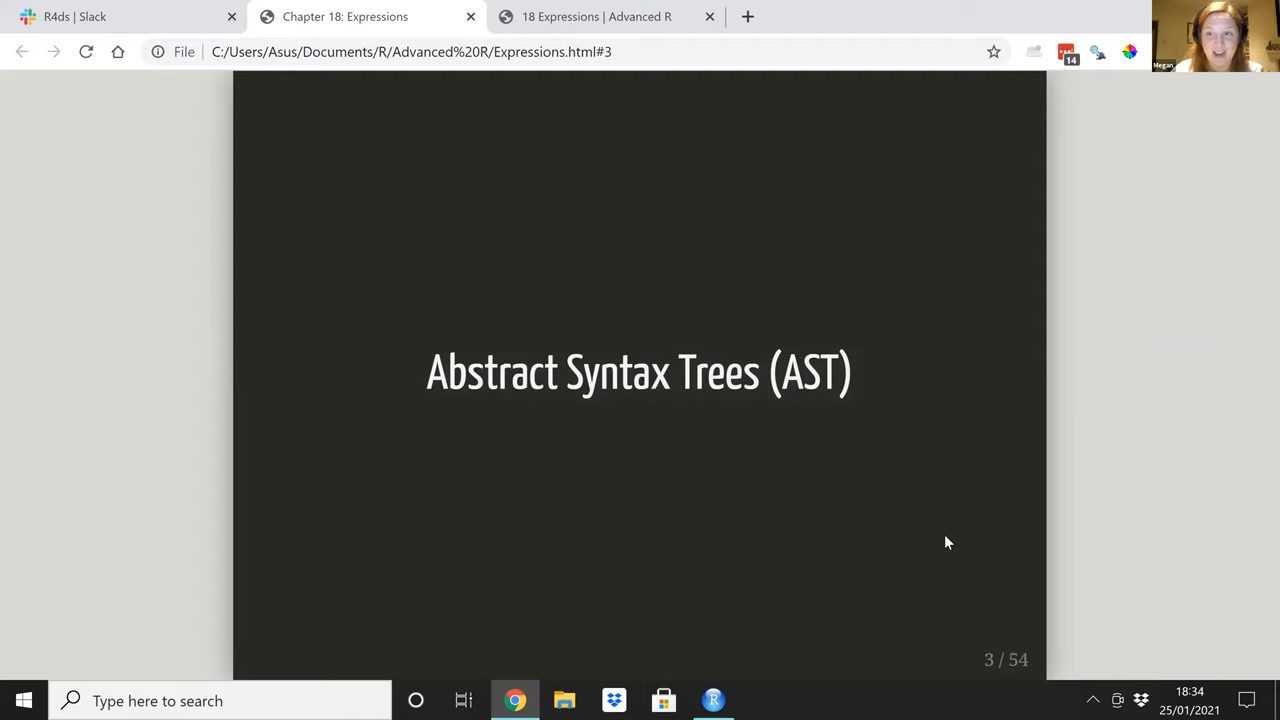 R4ds | Slack
Chapter 18: Expressions
18 Expressions | Advanced R
File
C:/Users/Asus/Documents/R/Advanced%20R/Expressions.html#3
14
Megan
Abstract Syntax Trees (AST)
3 / 54
Type here to search
R
18:34
25/01/2021